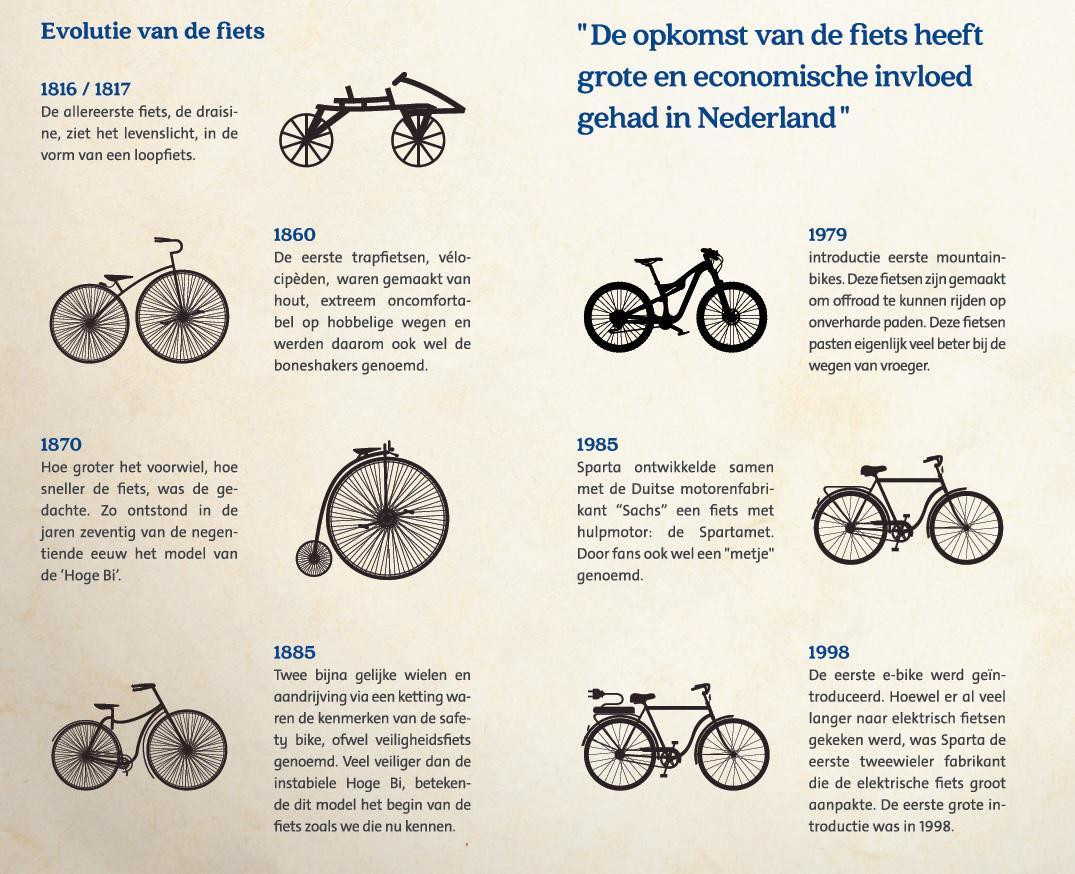 Evolutie van de fiets
1816 / 1817
De allereerste fiets, de draisi-
ne, ziet het levenslicht, in de
vorm van een loopfiets.
1860
De eerste trapfietsen, vélo-
cipèden, waren gemaakt van
hout, extreem oncomforta-
bel op hobbelige wegen en
werden daarom ook wel de
boneshakers genoemd.
1870
Hoe groter het voorwiel, hoe
sneller de fiets, was de ge-
dachte. Zo ontstond in de
jaren zeventig van de negen-
tiende eeuw het model van
de ‘Hoge Bi’.
1885
Twee bijna gelijke wielen en
aandrijving via een ketting wa-
ren de kenmerken van de safe-
ty bike, ofwel veiligheidsfiets
genoemd. Veel veiliger dan de
instabiele Hoge Bi, beteken-
de dit model het begin van de
fiets zoals we die nu kennen.
"De opkomst van de fiets heeft
grote en economische invloed
gehad in Nederland"
1979
introductie eerste mountain-
bikes. Deze fietsen zijn gemaakt
om offroad te kunnen rijden op
onverharde paden. Deze fietsen
pasten eigenlijk veel beter bij de
wegen van vroeger.
1985
Sparta ontwikkelde samen
met de Duitse motorenfabri-
kant “Sachs” een fiets met
hulpmotor: de Spartamet.
Door fans ook wel een "metje"
genoemd.
1998
De eerste e-bike werd geïn-
troduceerd. Hoewel er al veel
langer naar elektrisch fietsen
gekeken werd, was Sparta de
eerste tweewieler fabrikant
die de elektrische fiets groot
aanpakte. De eerste grote in-
troductie was in 1998.